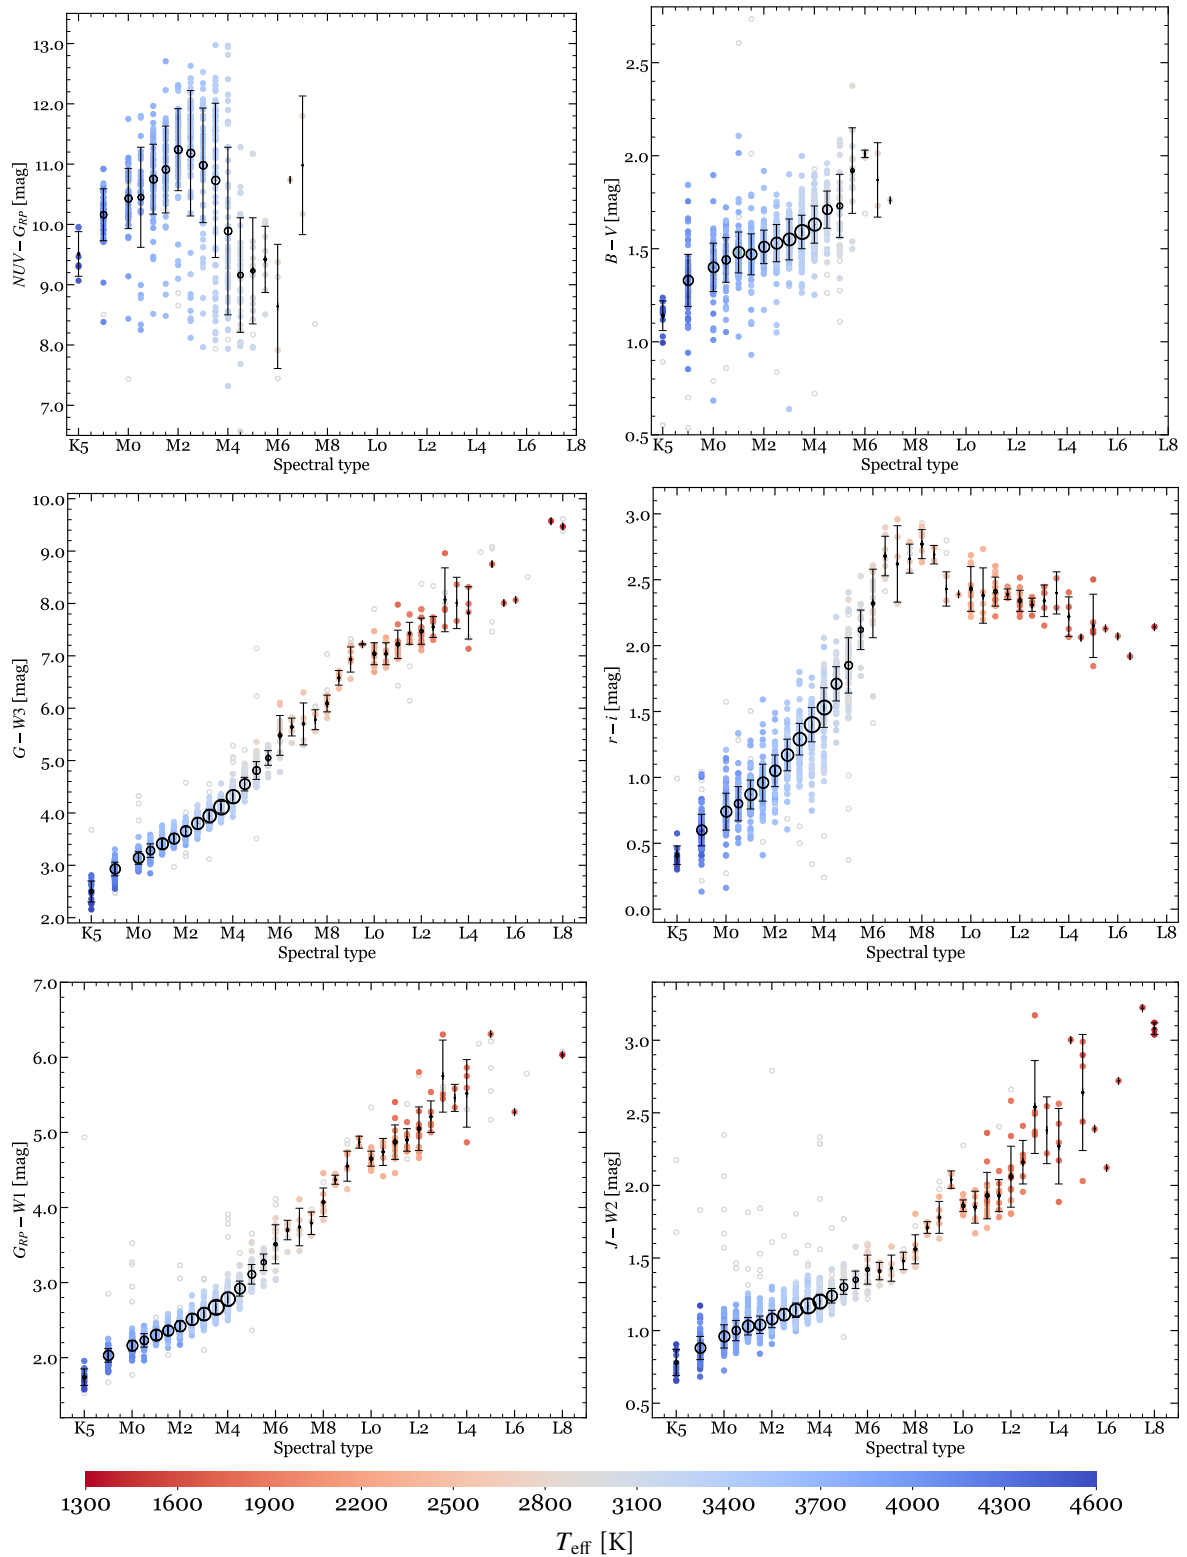 13.0
12.0
11.0
10.0
9.0
8.0
7.0
NUV − G_RP [mag]
K5 M0 M2 M4 M6 M8 L0 L2 L4 L6 L8
Spectral type
2.5
2.0
1.5
1.0
0.5
B − V [mag]
K5 M0 M2 M4 M6 M8 L0 L2 L4 L6 L8
Spectral type
10.0
9.0
8.0
7.0
6.0
5.0
4.0
3.0
2.0
G − W3 [mag]
K5 M0 M2 M4 M6 M8 L0 L2 L4 L6 L8
Spectral type
3.0
2.5
2.0
1.5
1.0
0.5
0.0
r − i [mag]
K5 M0 M2 M4 M6 M8 L0 L2 L4 L6 L8
Spectral type
7.0
6.0
5.0
4.0
3.0
2.0
G_RP − W1 [mag]
K5 M0 M2 M4 M6 M8 L0 L2 L4 L6 L8
Spectral type
3.0
2.5
2.0
1.5
1.0
0.5
J − W2 [mag]
K5 M0 M2 M4 M6 M8 L0 L2 L4 L6 L8
Spectral type
1300 1600 1900 2200 2500 2800 3100 3400 3700 4000 4300 4600
T_eff [K]